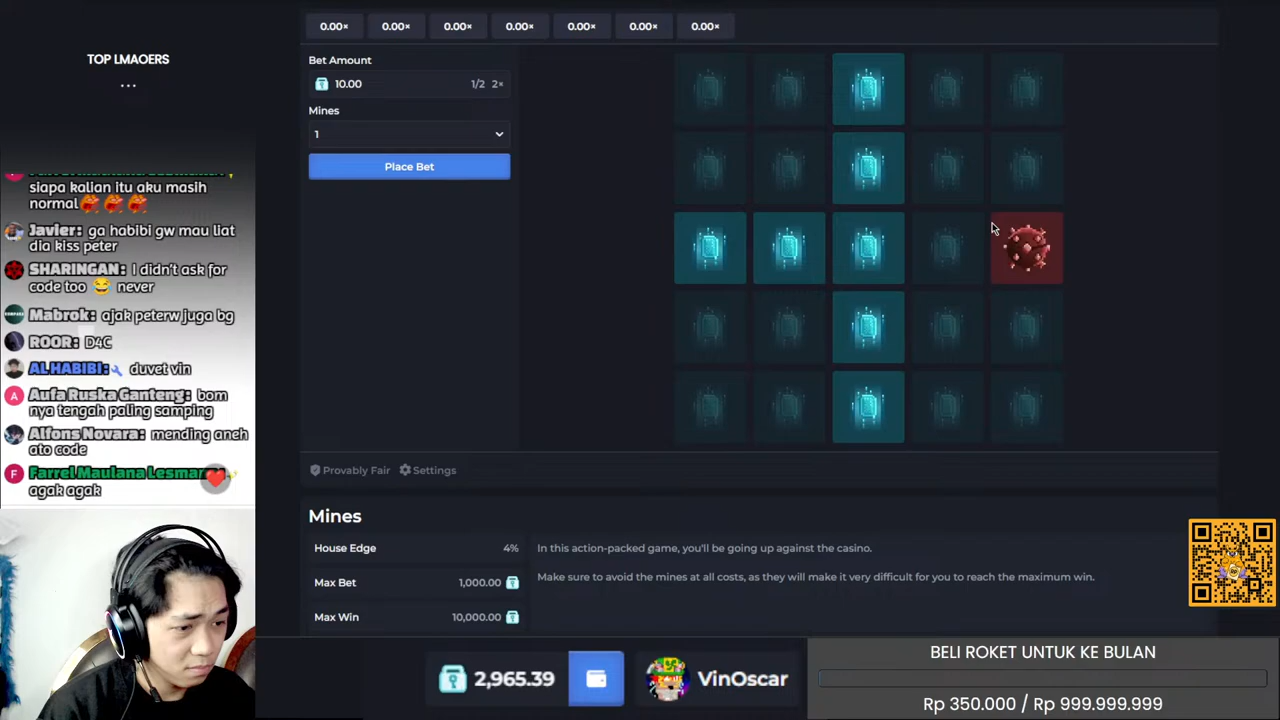 0.00× 0.00× 0.00× 0.00× 0.00× 0.00× 0.00×
TOP LMAOERS
...
Bet Amount
10.00 1/2 2×
Mines
1
Place Bet
siapa kalian itu aku masih
normal
Javier: ga habibi gw mau liat
dia kiss peter
SHARINGAN: I didn't ask for
code too 😂 never
Mabrok: ajak peterw juga bg
ROOR: D4C
AL HABIBI: duvet vin
Aufa Ruska Ganteng: bom
nya tengah paling samping
Alfons Novara: mending aneh
ato code
Farrel Maulana
agak agak
Provably Fair Settings
Mines
House Edge 4%
Max Bet 1,000.00
Max Win 10,000.00
In this action-packed game, you'll be going up against the casino.
Make sure to avoid the mines at all costs, as they will make it very difficult for you to reach the maximum win.
2,965.39
VinOscar
BELI ROKET UNTUK KE BULAN
Rp 350.000 / Rp 999.999.999